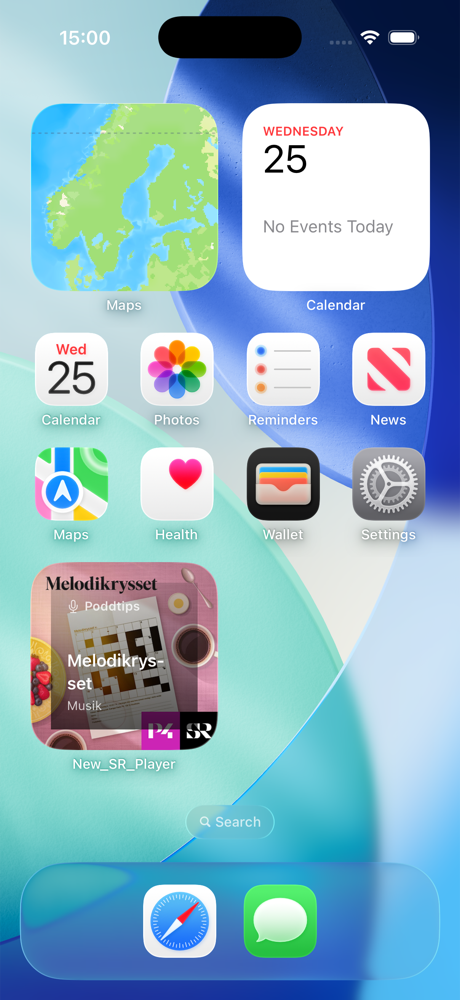 15:00
WEDNESDAY
25
No Events Today
Maps
Calendar
Wed
25
Calendar
Photos
Reminders
News
Maps
Health
Wallet
Settings
Melodikrysset
Poddtips
Melodikrys-
set
Musik
P4
SR
New_SR_Player
Search